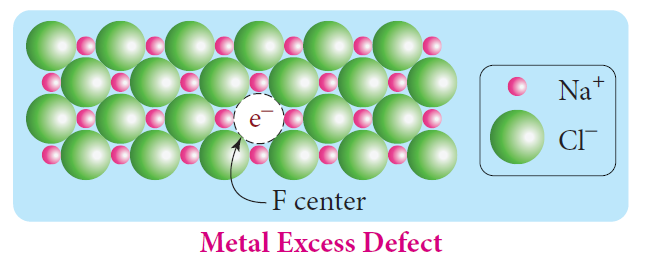 Na⁺
e⁻
Cl⁻
F center
Metal Excess Defect